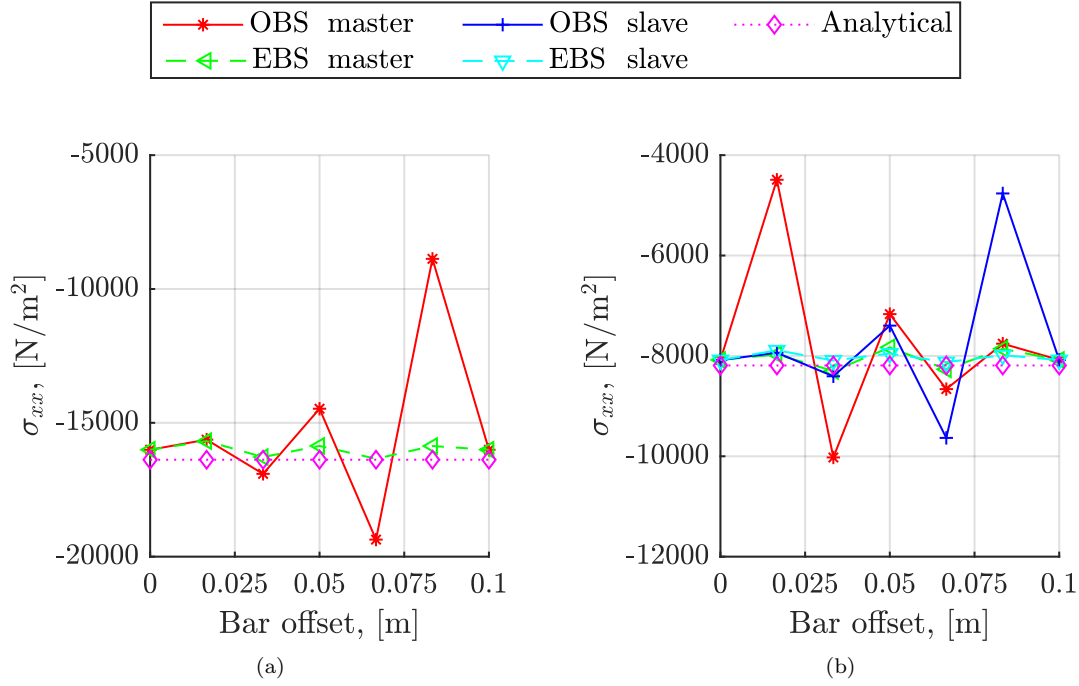 OBS master OBS slave Analytical
EBS master EBS slave
-5000
-10000
-15000
-20000
σxx, [N/m²]
0 0.025 0.05 0.075 0.1
Bar offset, [m]
(a)
-4000
-6000
-8000
-10000
-12000
σxx, [N/m²]
0 0.025 0.05 0.075 0.1
Bar offset, [m]
(b)